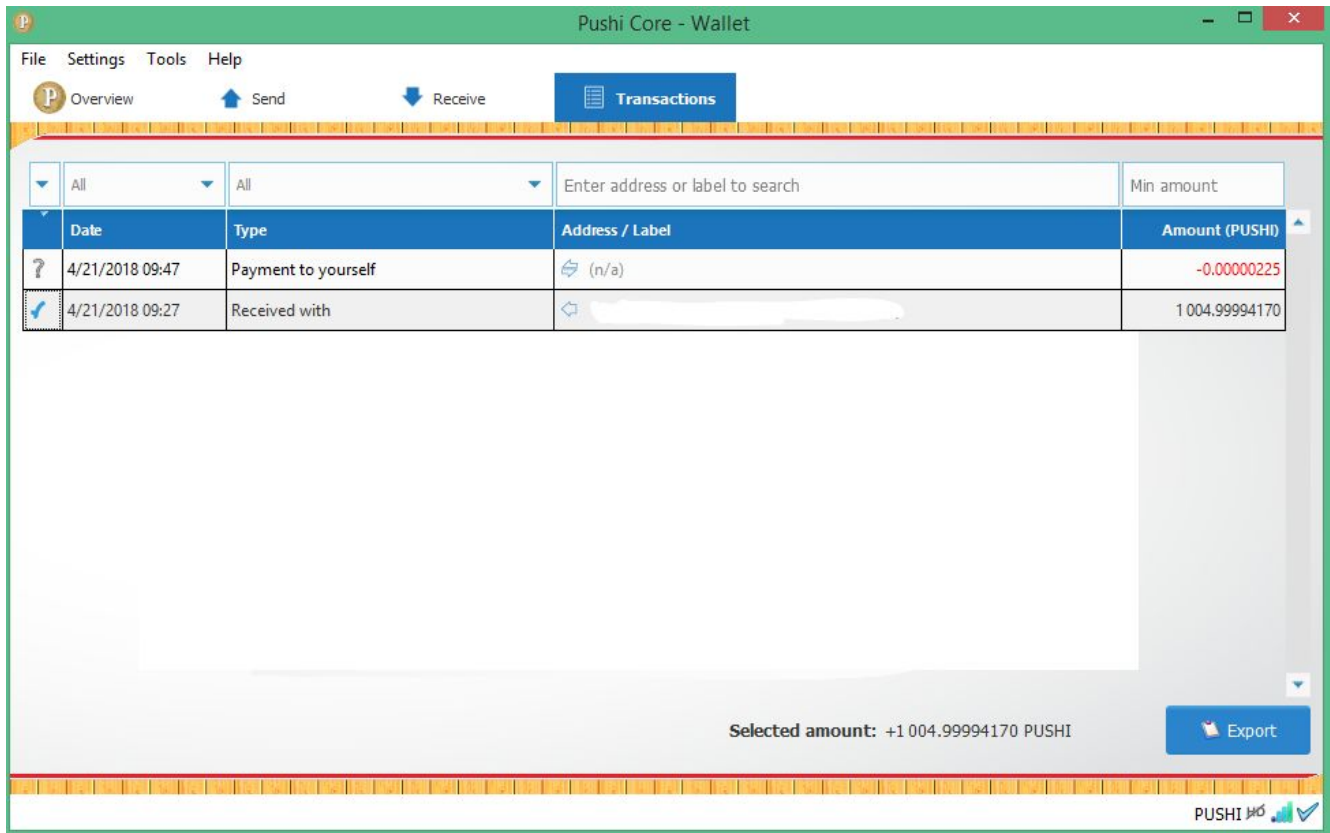 Pushi Core - Wallet
File Settings Tools Help
Overview Send Receive Transactions
All All Enter address or label to search Min amount
Date Type Address / Label Amount (PUSHI)
? 4/21/2018 09:47 Payment to yourself (n/a) -0.00000225
4/21/2018 09:27 Received with 1 004.99994170
Selected amount: +1 004.99994170 PUSHI Export
PUSHI HD